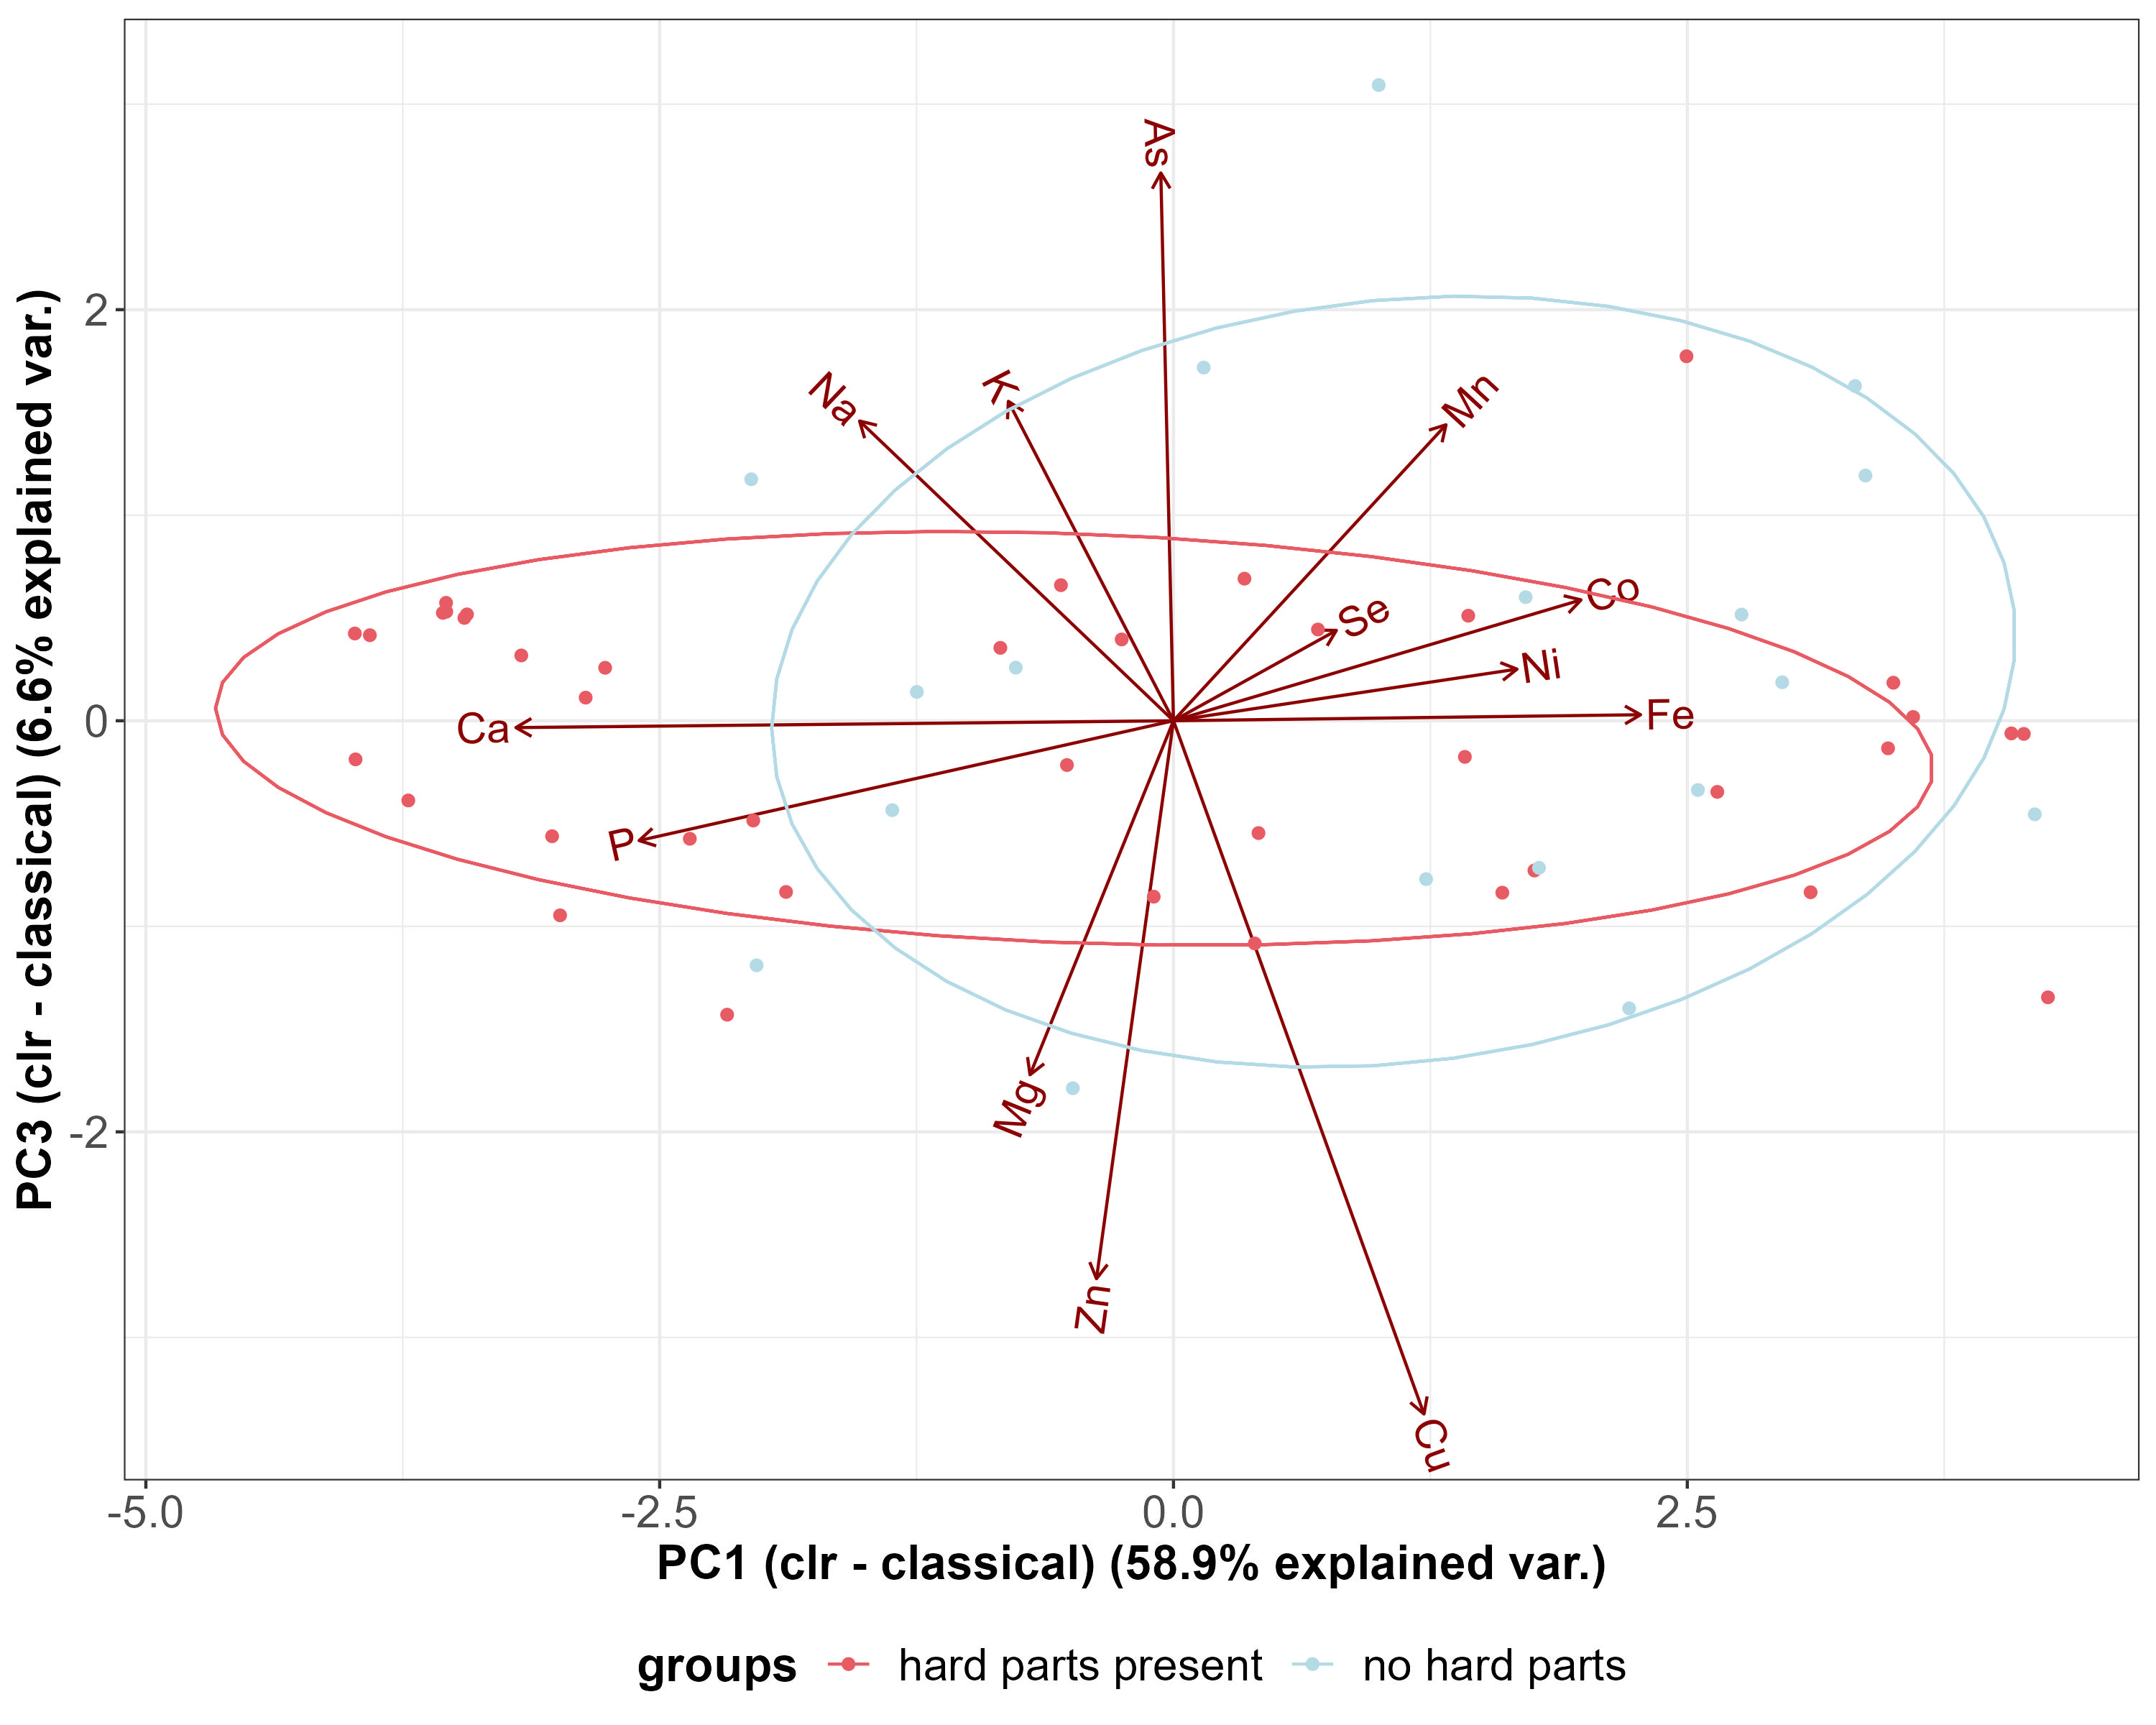 PC3 (clr - classical) (6.6% explained var.)
2
0
-2
As
Na
K
Mn
Co
Se
Ni
Fe
Ca
P
Mg
Zn
Cu
-5.0
-2.5
0.0
2.5
PC1 (clr - classical) (58.9% explained var.)
groups hard parts present no hard parts